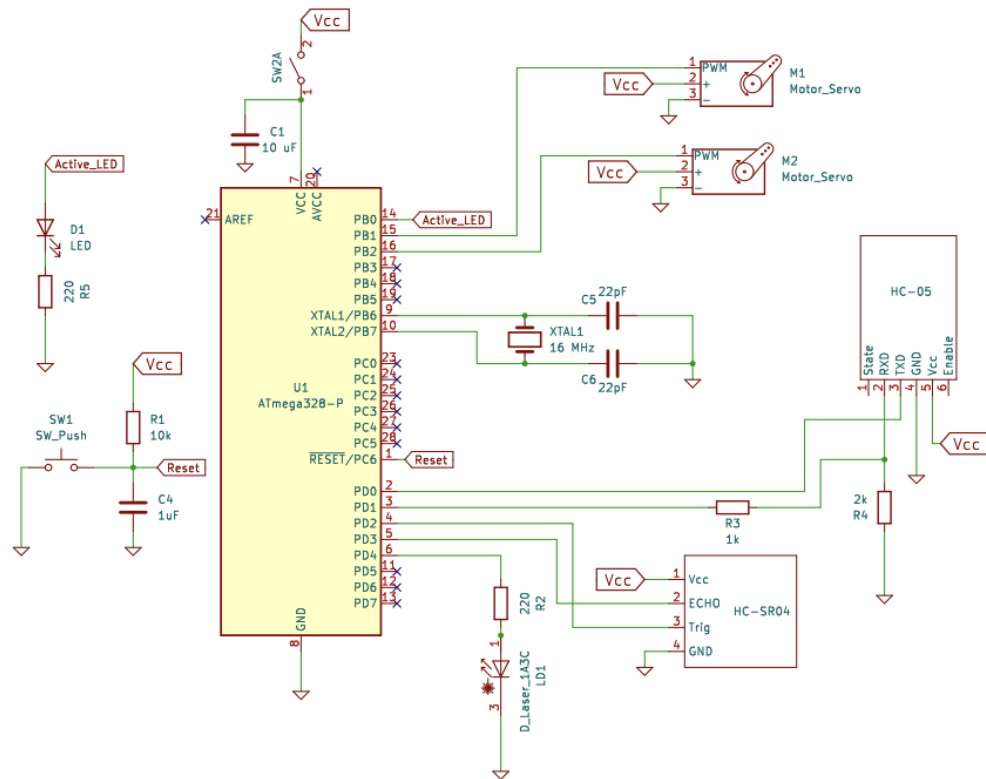 Vcc
2
SW2A
1
C1
10 uF
7
20
VCC
AVCC
21
AREF
U1
ATmega328-P
GND
8
PB0
14
Active_LED
PB1
15
PB2
16
PB3
17
PB4
18
PB5
19
XTAL1/PB6
9
XTAL2/PB7
10
PC0
23
PC1
24
PC2
25
PC3
26
PC4
27
PC5
28
RESET/PC6
1
Reset
PD0
2
PD1
3
PD2
4
PD3
5
PD4
6
PD5
11
PD6
12
PD7
13
Active_LED
D1
LED
220
R5
Vcc
R1
10k
SW1
SW_Push
Reset
C4
1uF
Vcc
1
PWM
2
+
3
-
M1
Motor_Servo
Vcc
1
PWM
2
+
3
-
M2
Motor_Servo
C5
22pF
XTAL1
16 MHz
C6
22pF
HC-05
State
RXD
TXD
GND
Vcc
Enable
1
2
3
4
5
6
Vcc
2k
R4
R3
1k
Vcc
1
Vcc
2
ECHO
3
Trig
4
GND
HC-SR04
220
R2
1
3
D_Laser_1A3C
LD1